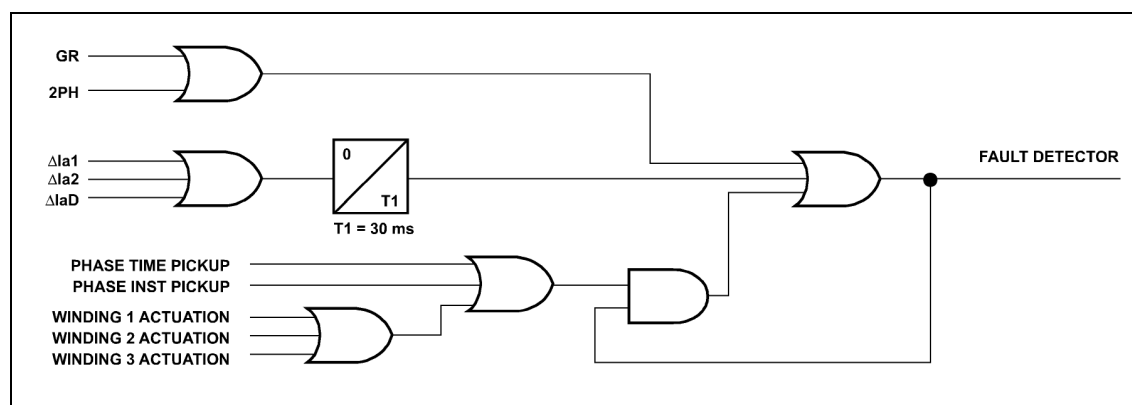 GR
2PH
FAULT DETECTOR
ΔIa1
ΔIa2
ΔIaD
0
T1
T1 = 30 ms
PHASE TIME PICKUP
PHASE INST PICKUP
WINDING 1 ACTUATION
WINDING 2 ACTUATION
WINDING 3 ACTUATION